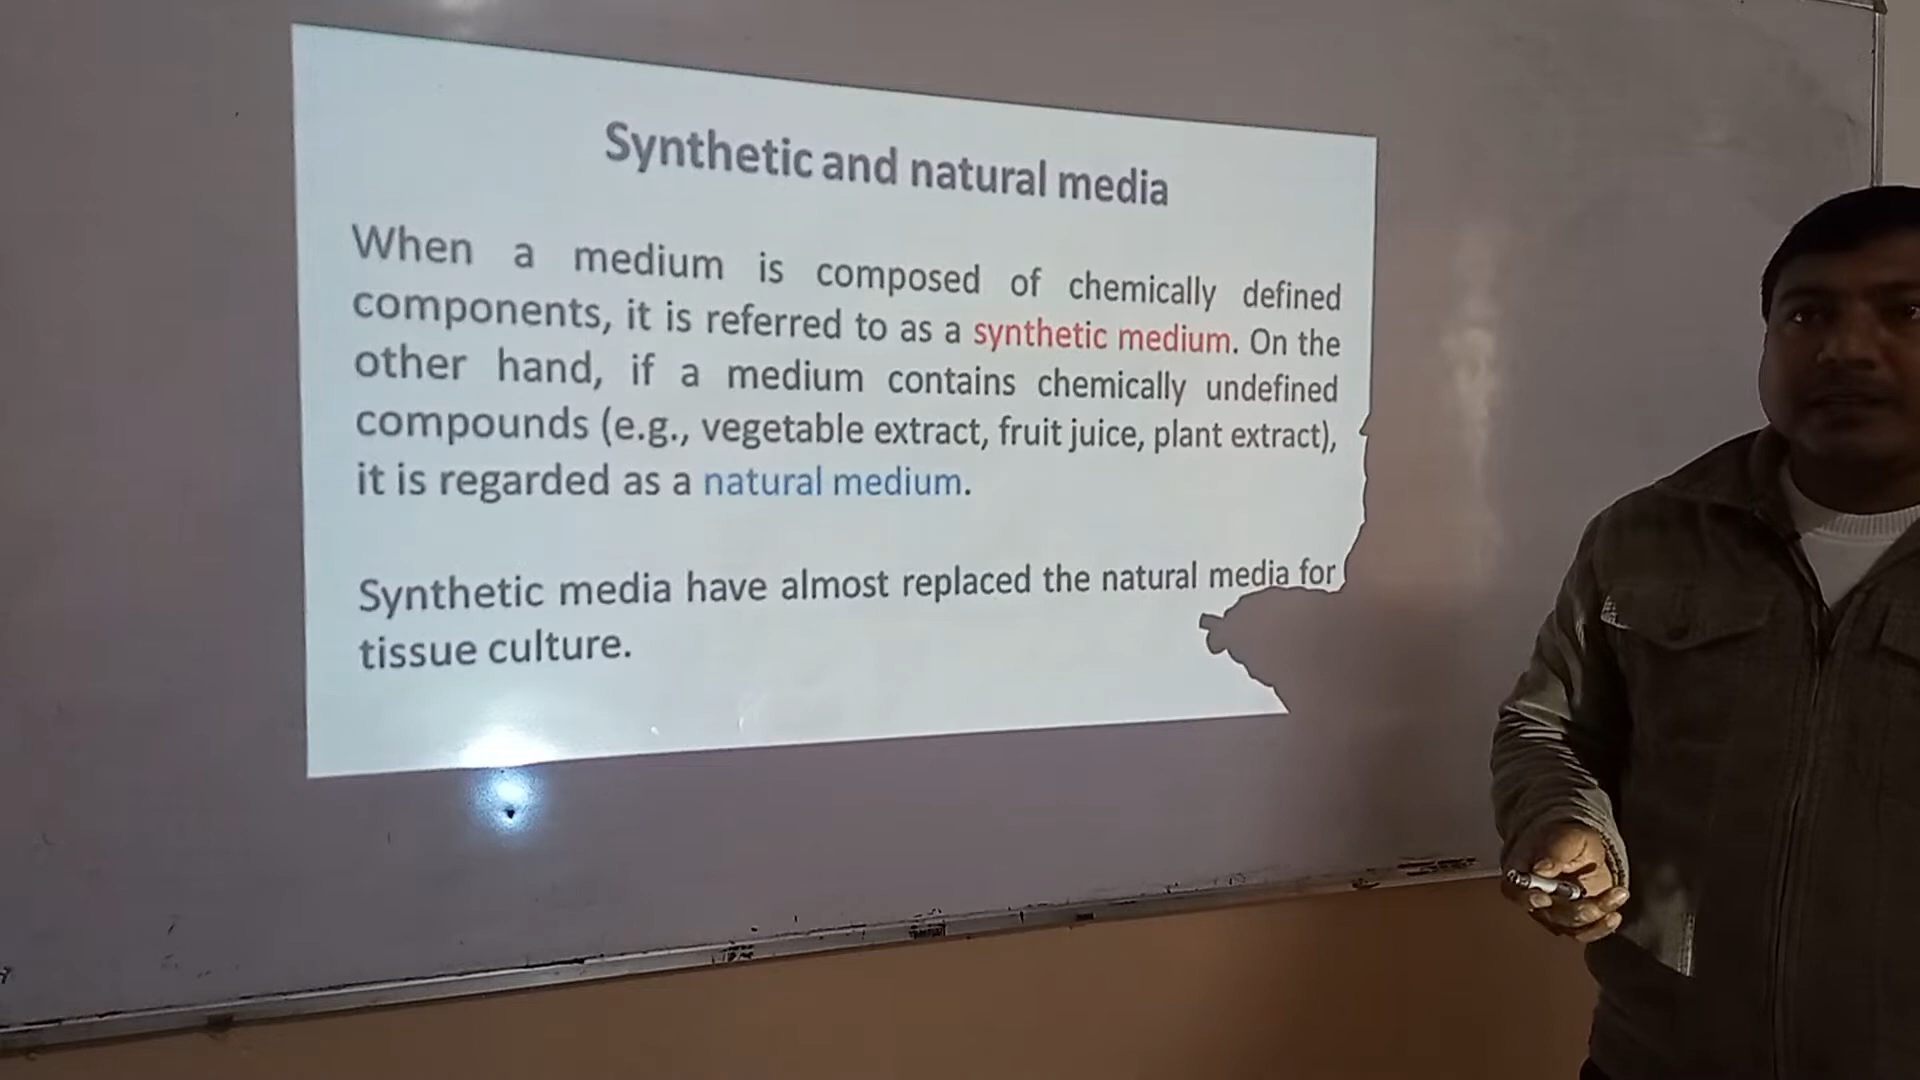 Synthetic and natural media
When a medium is composed of chemically defined
components, it is referred to as a synthetic medium. On the
other hand, if a medium contains chemically undefined
compounds (e.g., vegetable extract, fruit juice, plant extract),
it is regarded as a natural medium.
Synthetic media have almost replaced the natural media for
tissue culture.